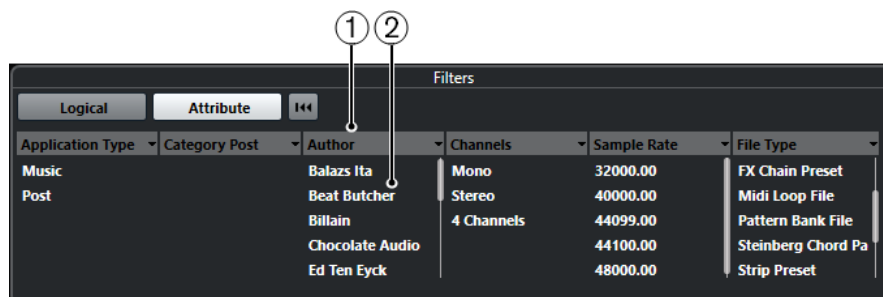 1 2
Filters
Logical Attribute
Application Type Category Post Author Channels Sample Rate File Type
Music Balazs Ita Mono 32000.00 FX Chain Preset
Post Beat Butcher Stereo 40000.00 Midi Loop File
Billain 4 Channels 44099.00 Pattern Bank File
Chocolate Audio 44100.00 Steinberg Chord Pa
Ed Ten Eyck 48000.00 Strip Preset